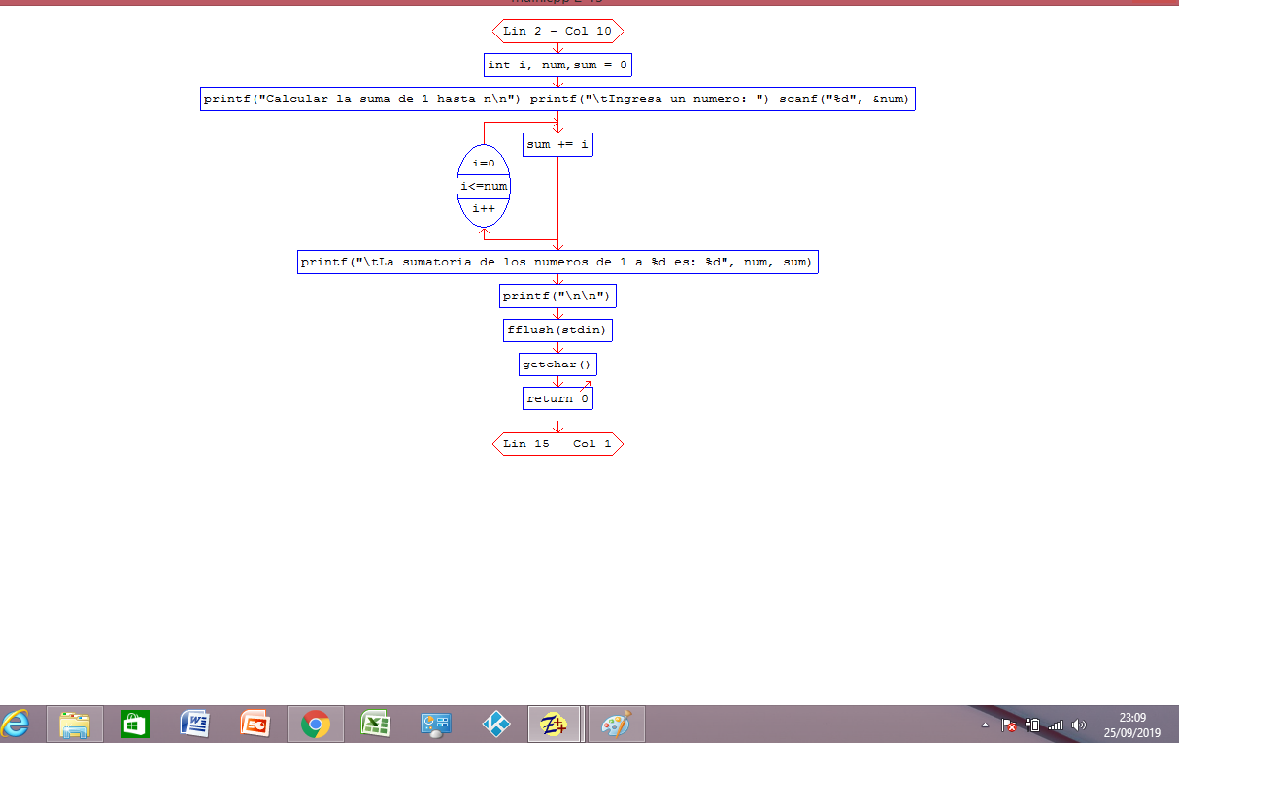 Lin 2 - Col 10
int i, num,sum = 0
printf("Calcular la suma de 1 hasta n\n") printf("\tIngresa un numero: ") scanf("%d", &num)
sum += i
i=0
i<=num
i++
printf("\tLa sumatoria de los numeros de 1 a %d es: %d", num, sum)
printf("\n\n")
fflush(stdin)
getchar()
return 0
Lin 15 Col 1
23:09
25/09/2019